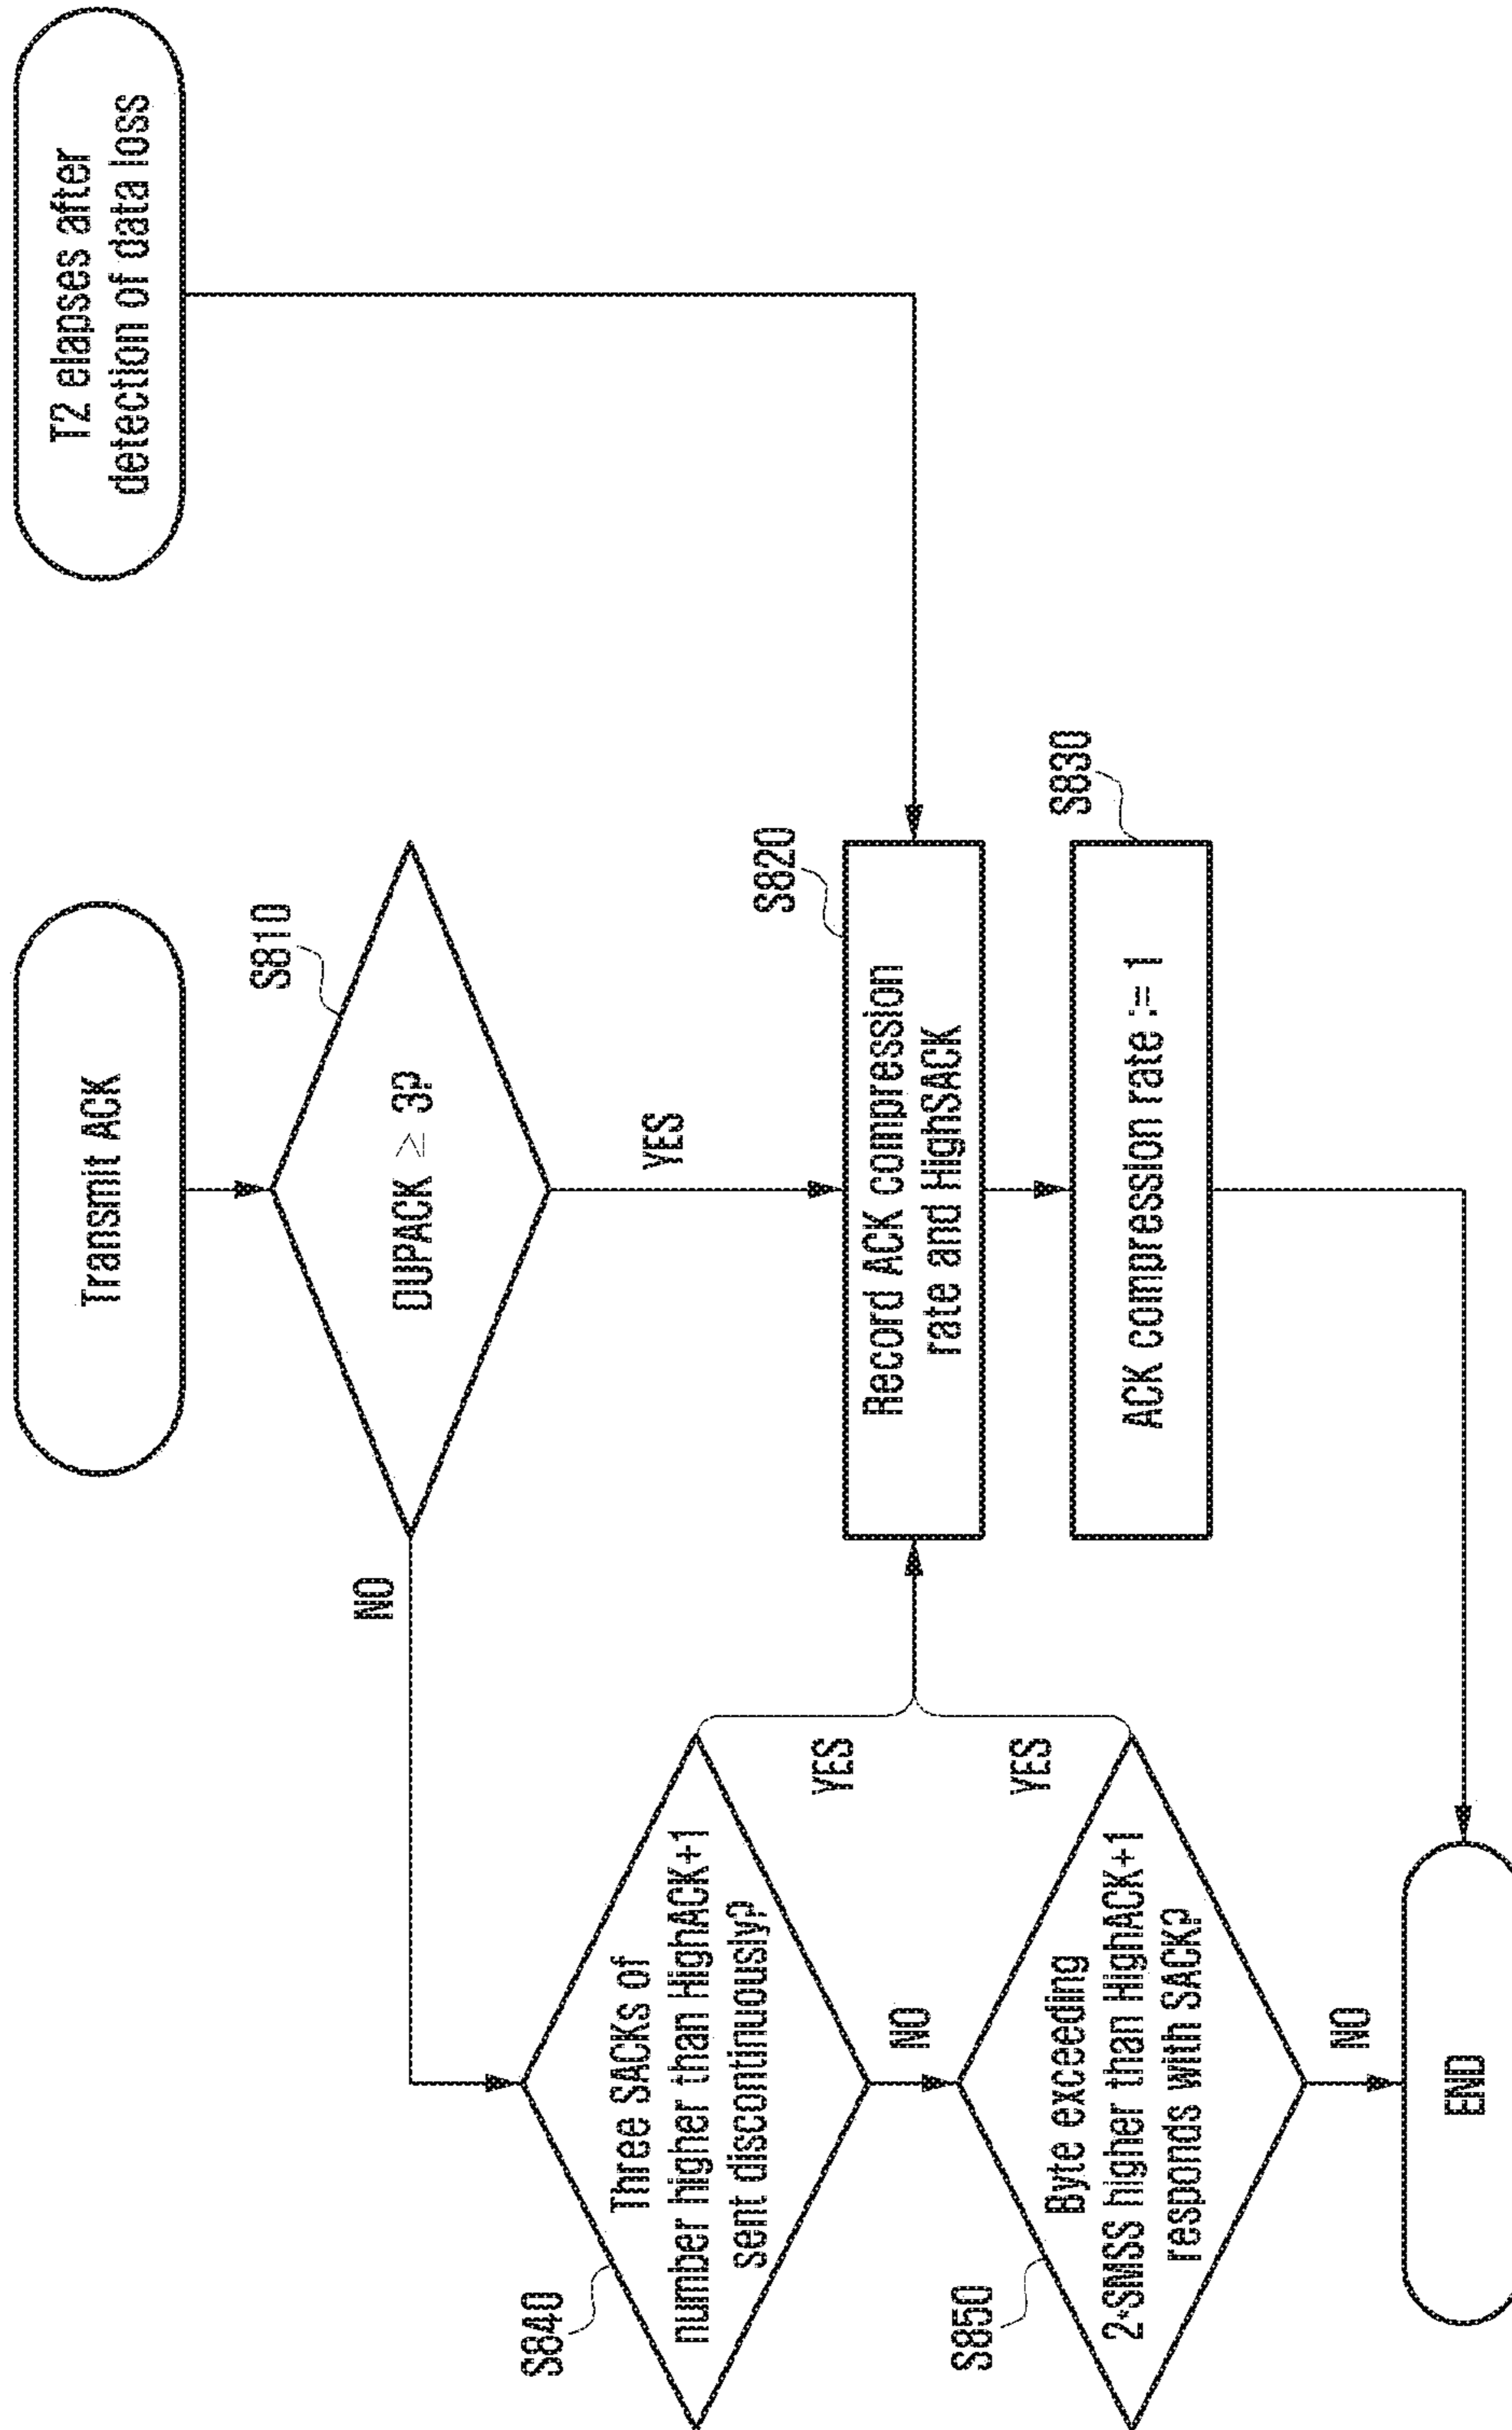 Transmit ACK
T2 elapses after
detection of data loss
S810
DUPACK ≥ 3?
NO
YES
S840
Three SACKs of
number higher than HighACK+1
sent discontinuously?
YES
NO
S820
Record ACK compression
rate and HighSACK
S850
Byte exceeding
2*SMSS higher than HighACK+1
responds with SACK?
YES
NO
S830
ACK compression rate := 1
END